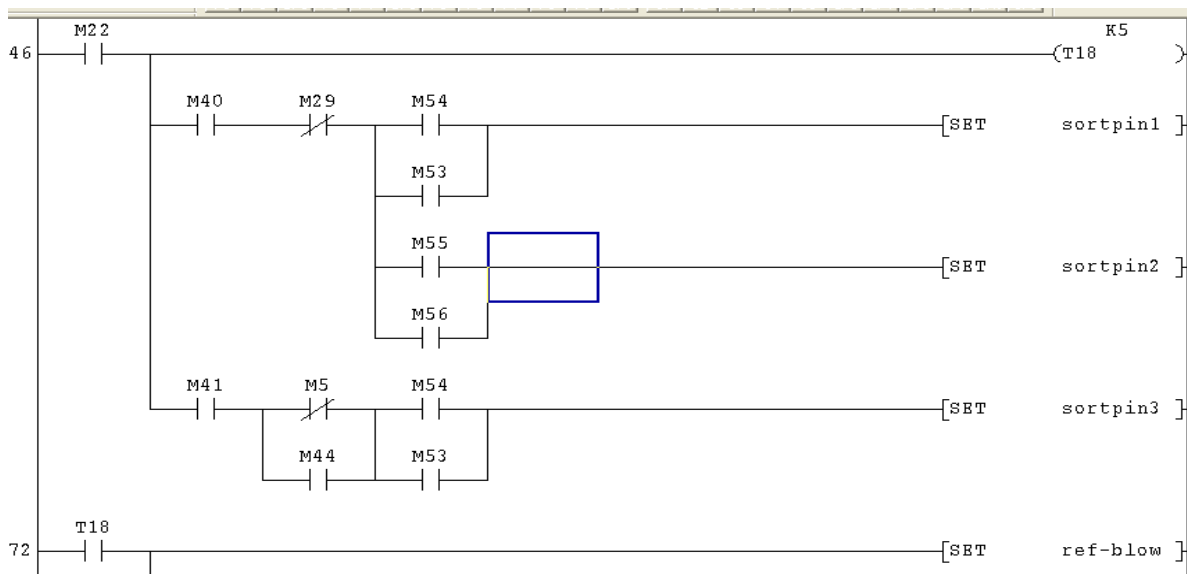 M22 K5
46 (T18 )
M40 M29 M54
[SET sortpin1 ]
M53
M55
[SET sortpin2 ]
M56
M41 M5 M54
[SET sortpin3 ]
M44 M53
T18
72 [SET ref-blow ]